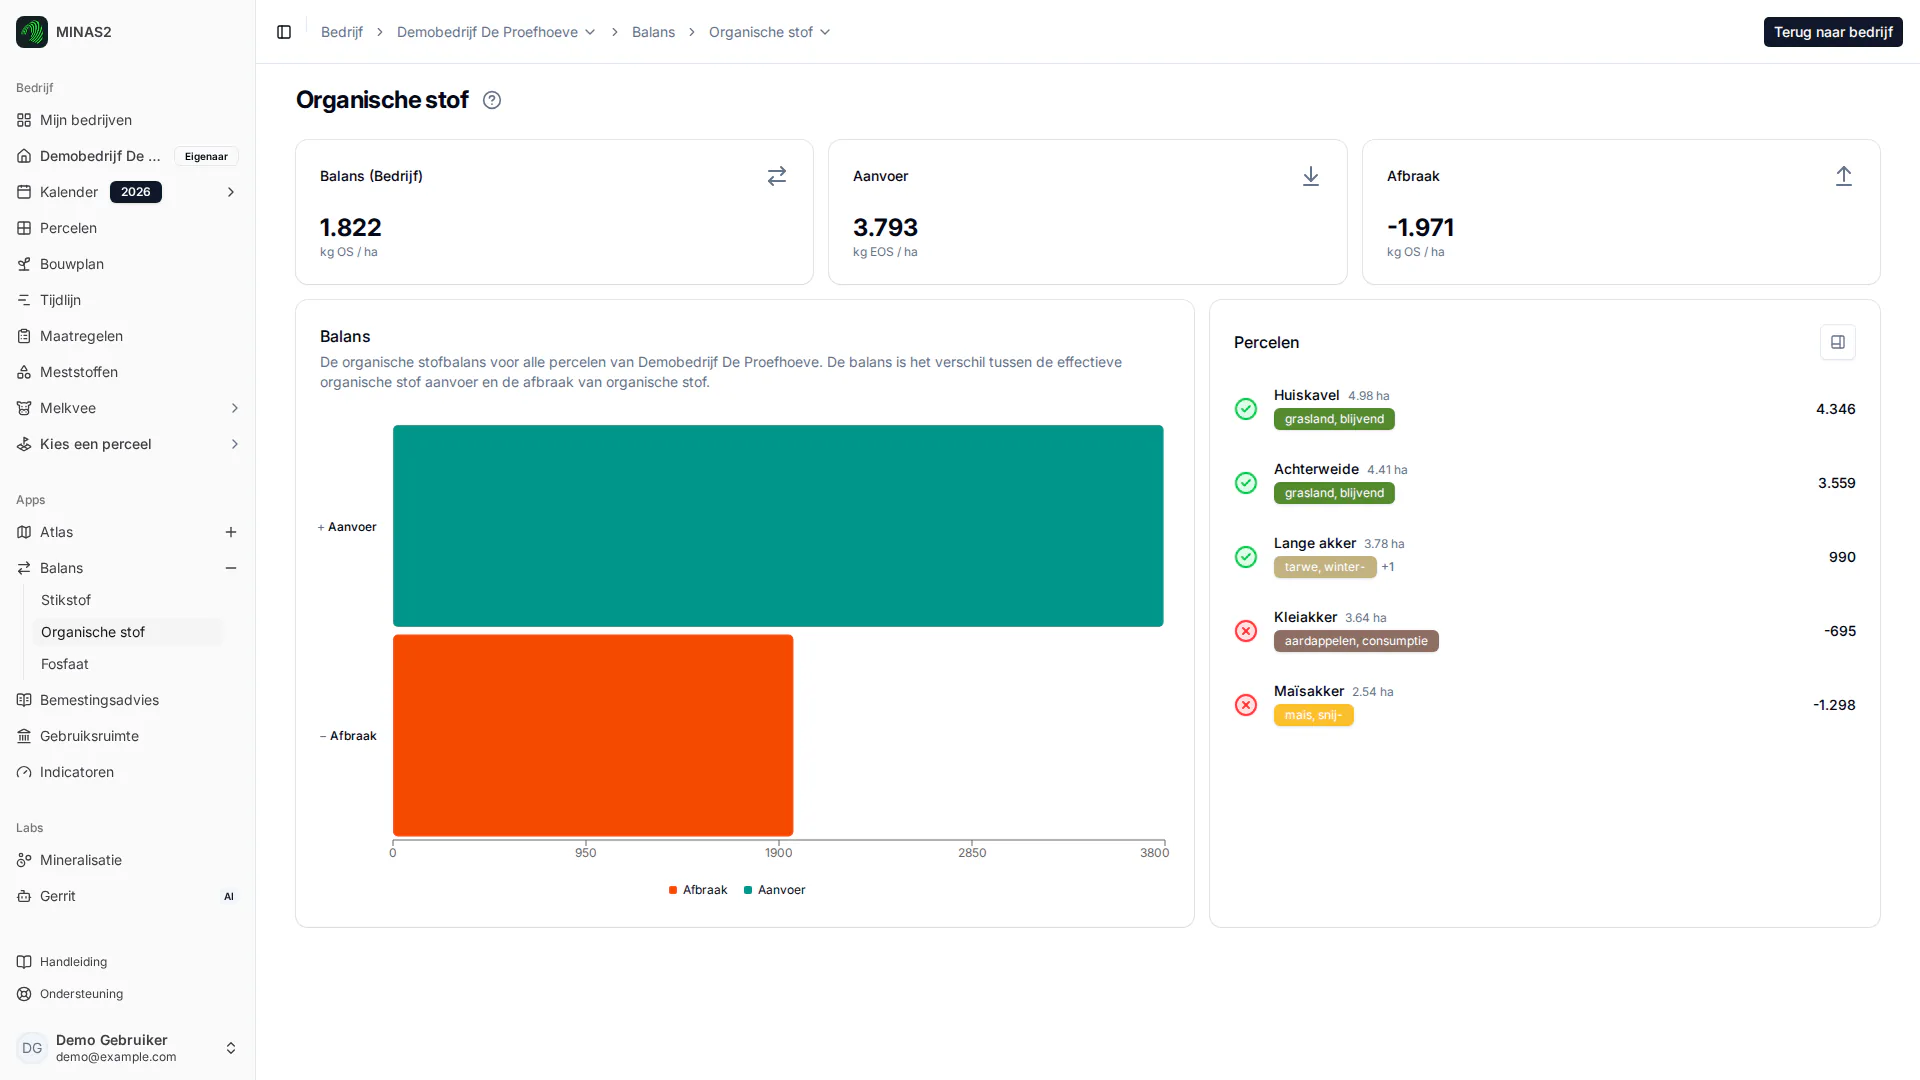 MINAS2
Bedrijf
Mijn bedrijven
Demobedrijf De ... Eigenaar
Kalender 2026
Percelen
Bouwplan
Tijdlijn
Maatregelen
Meststoffen
Melkvee
Kies een perceel
Apps
Atlas
Balans
Stikstof
Organische stof
Fosfaat
Bemestingsadvies
Gebruiksruimte
Indicatoren
Labs
Mineralisatie
Gerrit AI
Handleiding
Ondersteuning
DG
Demo Gebruiker
demo@example.com
Bedrijf > Demobedrijf De Proefhoeve > Balans > Organische stof
Terug naar bedrijf
Organische stof
Balans (Bedrijf)
1.822
kg OS / ha
Aanvoer
3.793
kg EOS / ha
Afbraak
-1.971
kg OS / ha
Balans
De organische stofbalans voor alle percelen van Demobedrijf De Proefhoeve. De balans is het verschil tussen de effectieve
organische stof aanvoer en de afbraak van organische stof.
+ Aanvoer
− Afbraak
0 950 1900 2850 3800
Afbraak Aanvoer
Percelen
Huiskavel 4.98 ha
grasland, blijvend
4.346
Achterweide 4.41 ha
grasland, blijvend
3.559
Lange akker 3.78 ha
tarwe, winter- +1
990
Kleiakker 3.64 ha
aardappelen, consumptie
-695
Maïsakker 2.54 ha
mais, snij-
-1.298